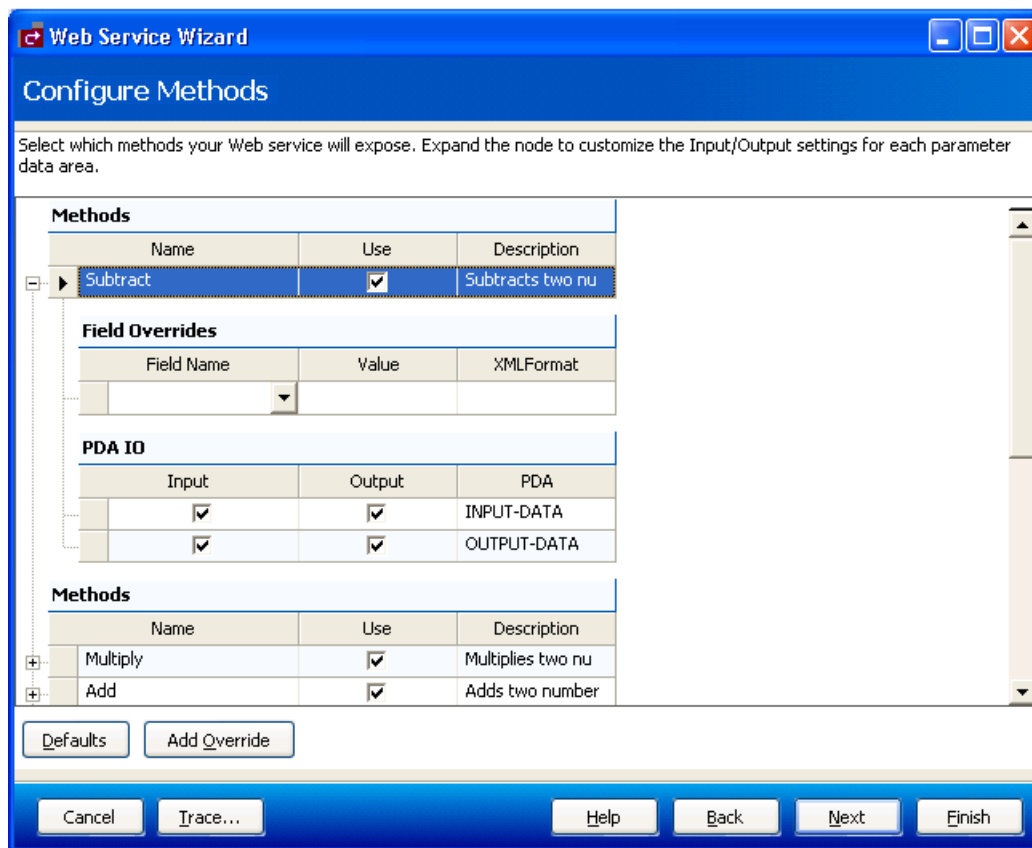 Web Service Wizard
Configure Methods
Select which methods your Web service will expose. Expand the node to customize the Input/Output settings for each parameter
data area.
Methods
Name Use Description
Subtract Subtracts two nu
Field Overrides
Field Name Value XMLFormat
PDA IO
Input Output PDA
INPUT-DATA
OUTPUT-DATA
Methods
Name Use Description
Multiply Multiplies two nu
Add Adds two number
Defaults Add Override
Cancel Trace... Help Back Next Finish